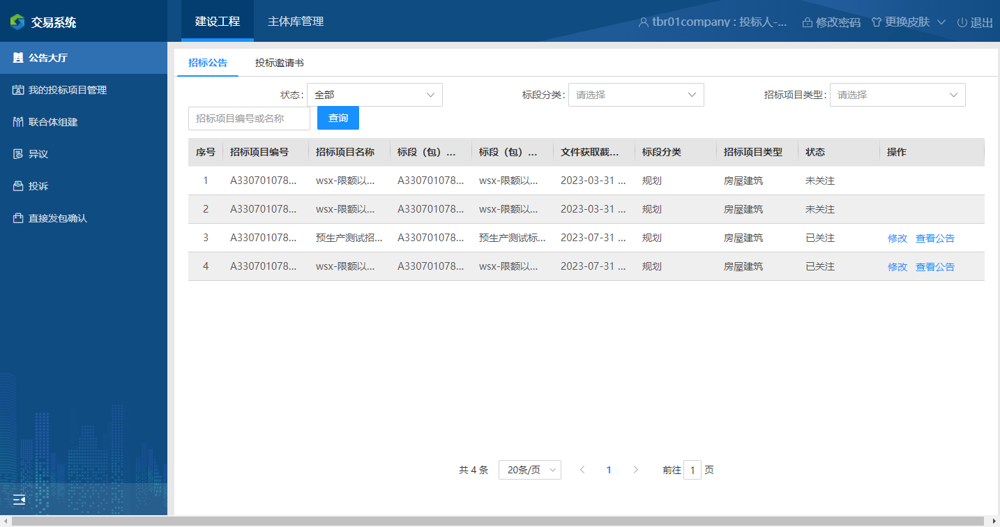 交易系统
建设工程 主体库管理 tbr01company : 投标人-... 修改密码 更换皮肤 退出
公告大厅
我的投标项目管理
联合体组建
异议
投诉
直接发包确认
招标公告 投标邀请书
状态: 全部 标段分类: 请选择 招标项目类型: 请选择
招标项目编号或名称 查询
序号 招标项目编号 招标项目名称 标段（包）... 标段（包）... 文件获取截... 标段分类 招标项目类型 状态 操作
1 A330701078... wsx-限额以... A330701078... wsx-限额以... 2023-03-31 ... 规划 房屋建筑 未关注
2 A330701078... wsx-限额以... A330701078... wsx-限额以... 2023-03-31 ... 规划 房屋建筑 未关注
3 A330701078... 预生产测试招... A330701078... 预生产测试标... 2023-07-31 ... 规划 房屋建筑 已关注 修改 查看公告
4 A330701078... wsx-限额以... A330701078... wsx-限额以... 2023-07-31 ... 规划 房屋建筑 已关注 修改 查看公告
共 4 条 20条/页 1 前往 1 页